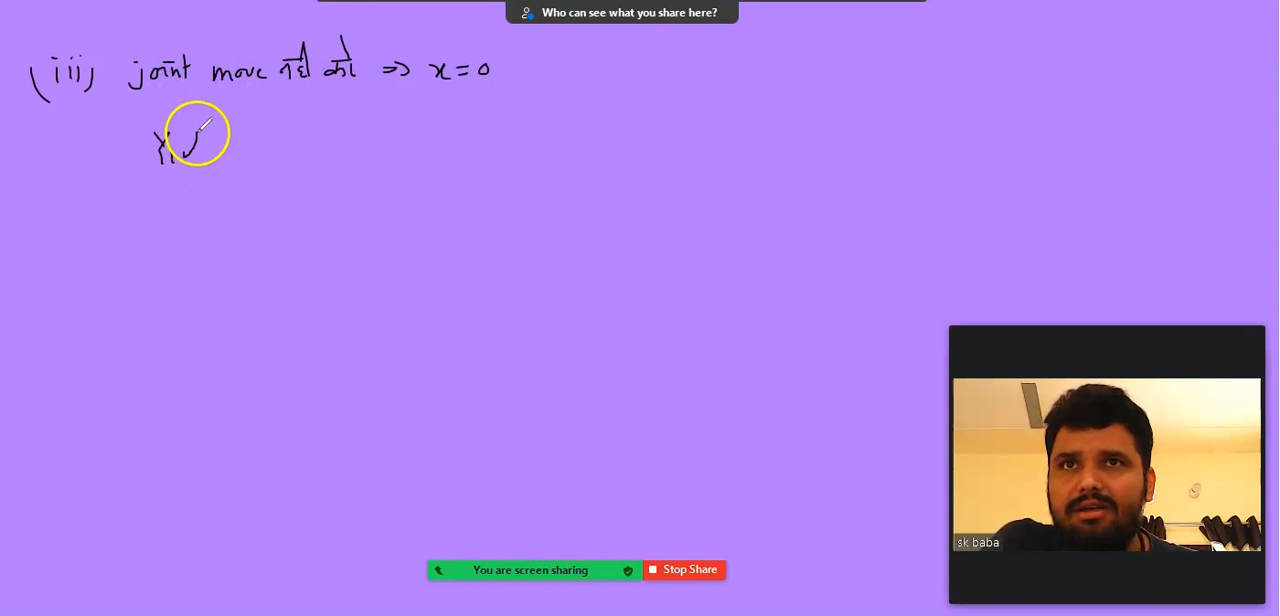 Who can see what you share here?
(iii) joint move नही => x = 0
sk baba
You are screen sharing
Stop Share